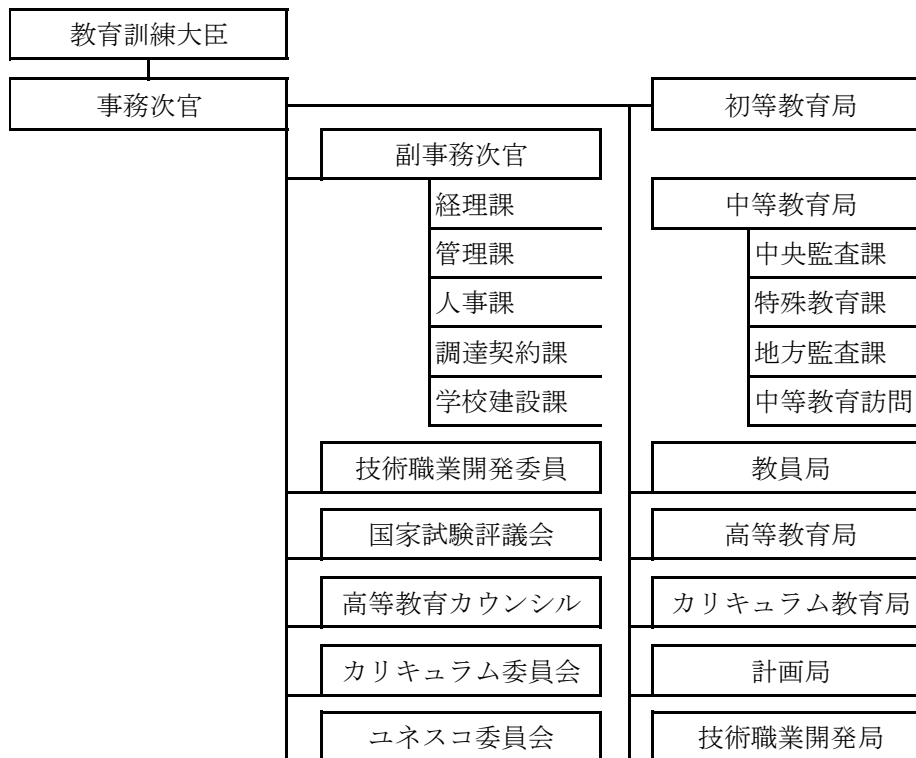 教育訓練大臣
事務次官
初等教育局
副事務次官
経理課
中等教育局
管理課
中央監査課
人事課
特殊教育課
調達契約課
地方監査課
学校建設課
中等教育訪問
技術職業開発委員
教員局
国家試験評議会
高等教育局
高等教育カウンシル
カリキュラム教育局
カリキュラム委員会
計画局
ユネスコ委員会
技術職業開発局